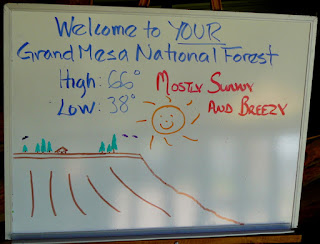 Welcome to YOUR
Grand Mesa National Forest
High: 66° Mostly Sunny
Low: 38° And Breezy